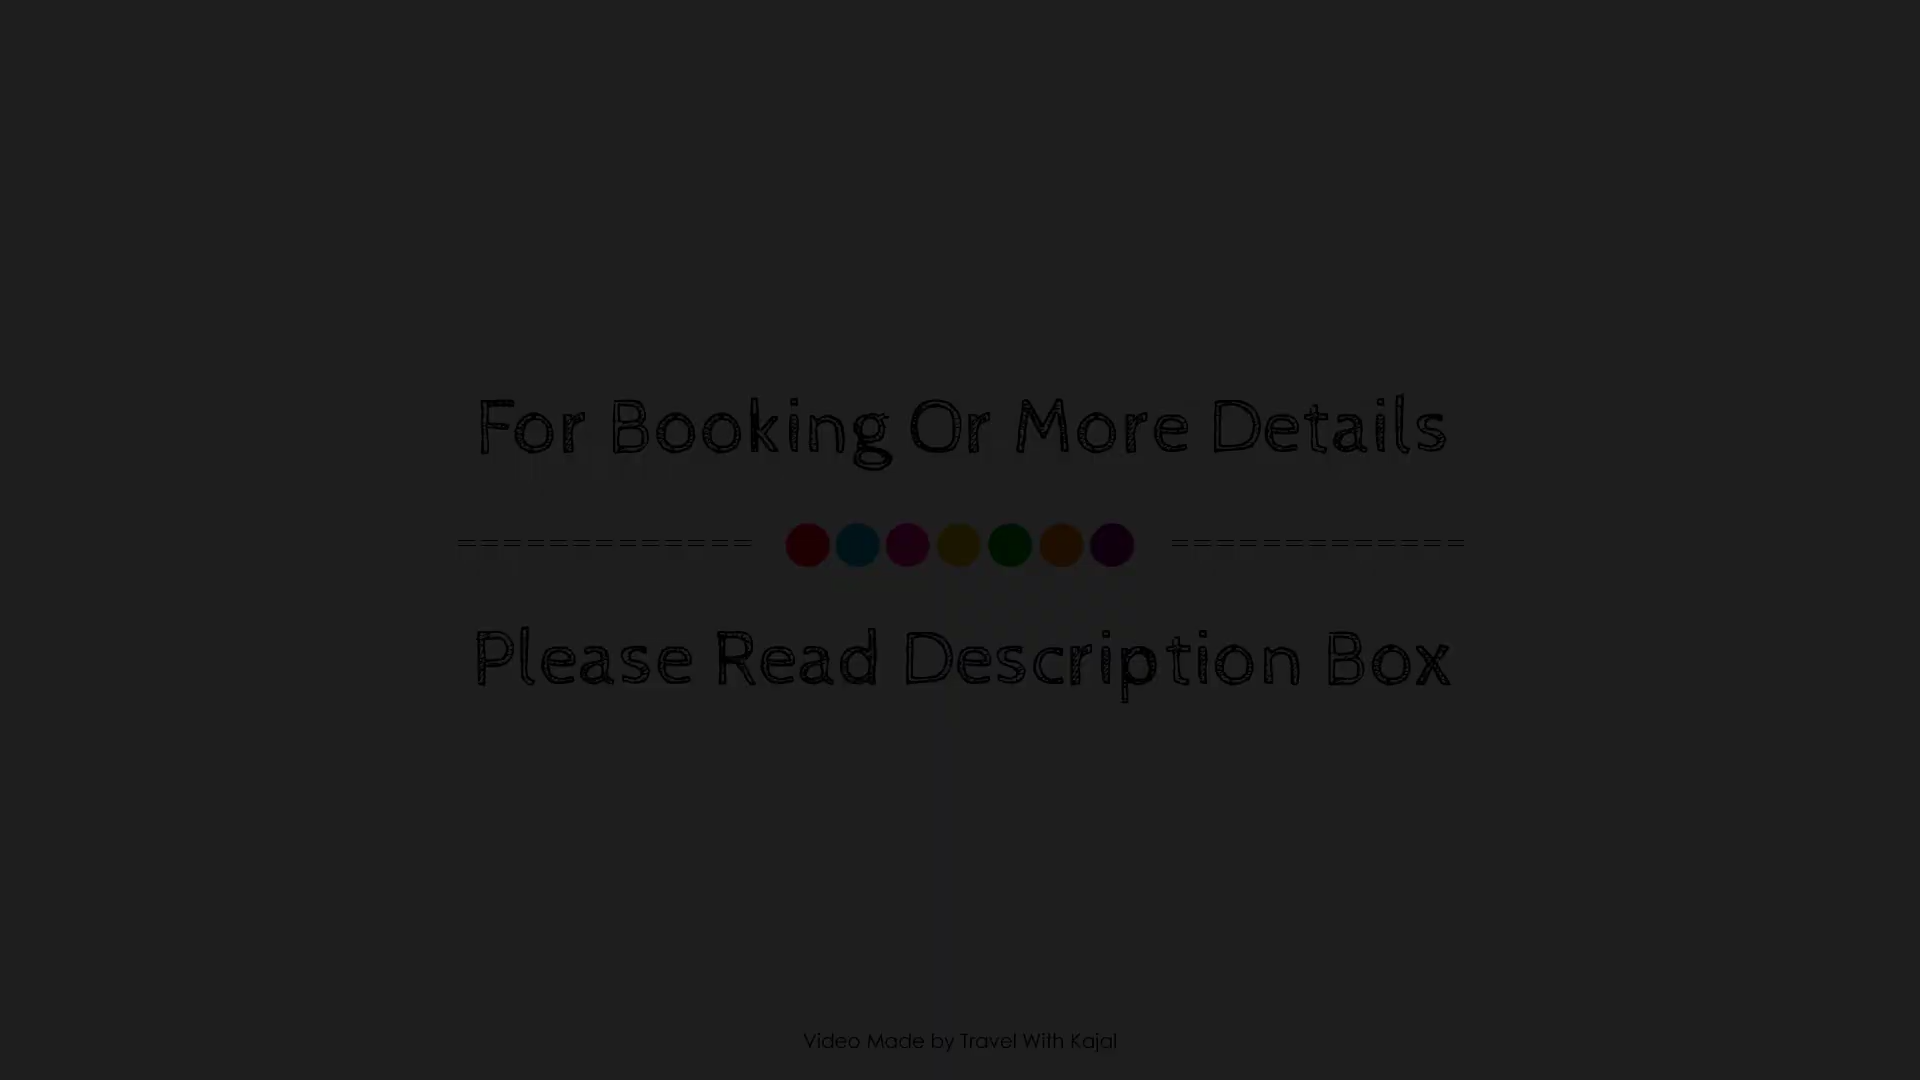 For Booking Or More Details
============= =============
Please Read Description Box
Video Made by Travel With Kajal